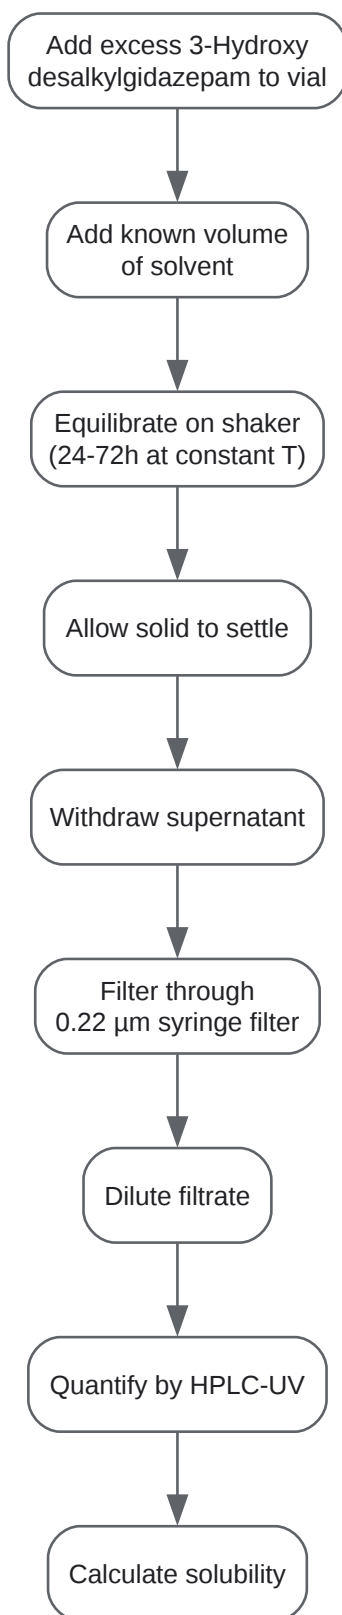 Add excess 3-Hydroxy
desalkylgidazepam to vial
Add known volume
of solvent
Equilibrate on shaker
(24-72h at constant T)
Allow solid to settle
Withdraw supernatant
Filter through
0.22 µm syringe filter
Dilute filtrate
Quantify by HPLC-UV
Calculate solubility